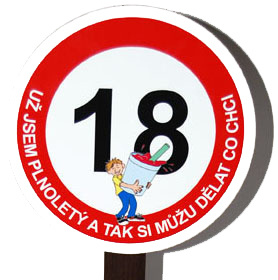 18
UŽ JSEM PLNOLETÝ A TAK SI MŮŽU DĚLAT CO CHCI